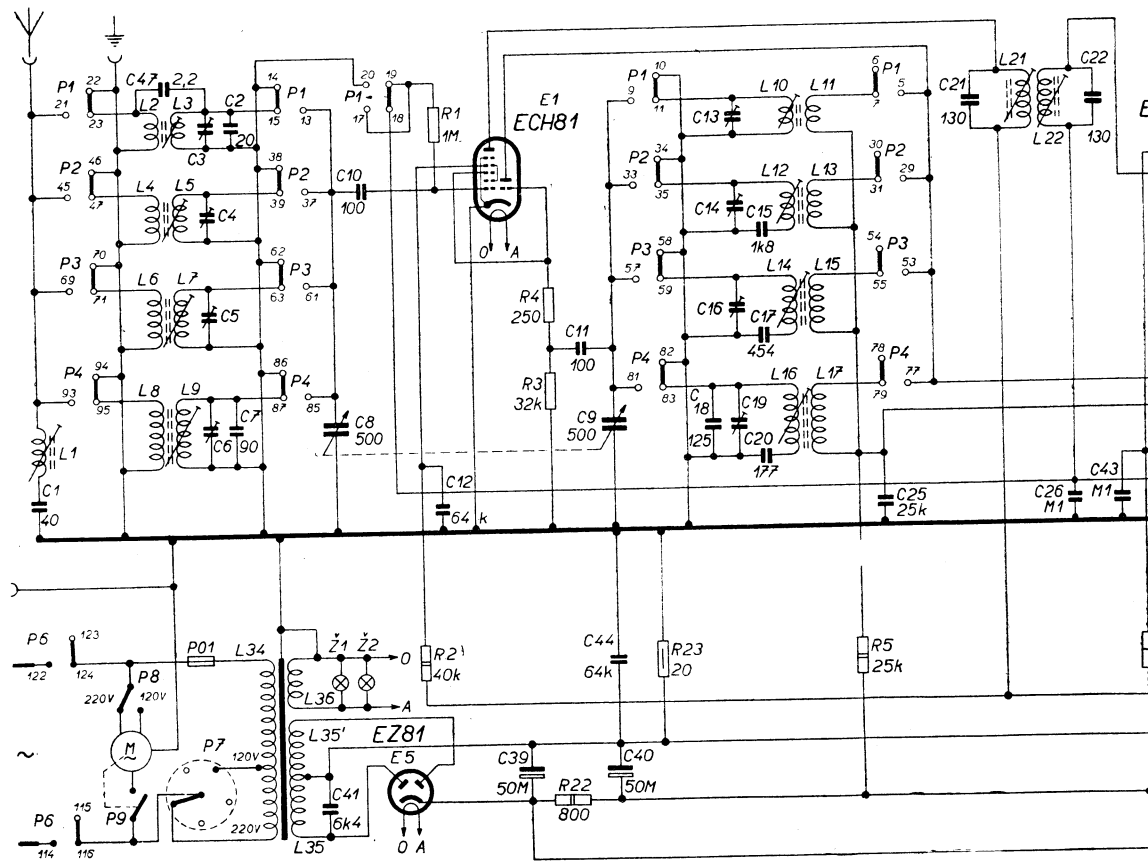 C47 2,2
P1
22
21
23
L2
L3
C2
20
C3
14
P1
15
13
20
19
P1
17
18
R1
1M
E1
ECH81
10
P1
9
11
L10
L11
C13
6
P1
7
5
L21
C21
130
C22
L22
130
E
46
P2
45
47
L4
L5
C4
38
P2
39
37
C10
100
O A
34
P2
33
35
L12
L13
C14
C15
1k8
30
P2
31
29
70
P3
69
71
L6
L7
C5
62
P3
63
61
R4
250
C11
100
58
P3
57
59
L14
L15
C16
C17
454
54
P3
55
53
94
P4
93
95
L8
L9
C6
C7
90
86
P4
87
85
C8
500
R3
32k
C9
500
82
P4
81
83
C
18
125
L16
L17
C19
C20
177
78
P4
79
77
L1
C1
40
C12
64k
C25
25k
C26
M1
C43
M1
P6
123
122
124
P01
L34
Ž1 Ž2
O
A
L36
R2
40k
C44
64k
R23
20
R5
25k
P8
220V
120V
M
~
P7
120V
220V
P9
P6
115
114
116
L35'
L35
C41
6k4
EZ81
E5
O A
C39
50M
R22
800
C40
50M